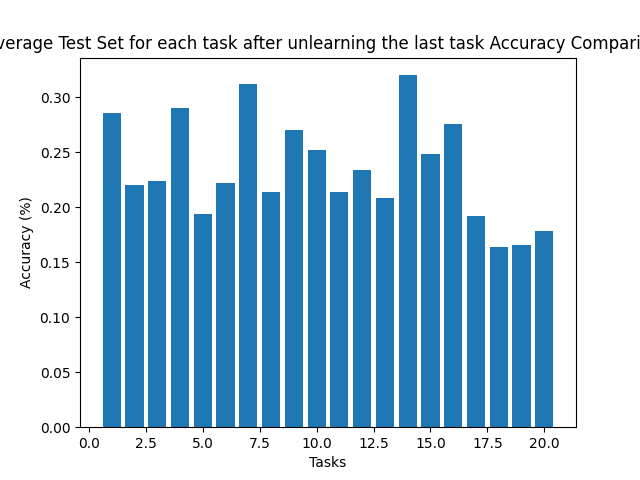 verage Test Set for each task after unlearning the last task Accuracy Compari
0.30
0.25
0.20
0.15
0.10
0.05
0.00
Accuracy (%)
0.0 2.5 5.0 7.5 10.0 12.5 15.0 17.5 20.0
Tasks